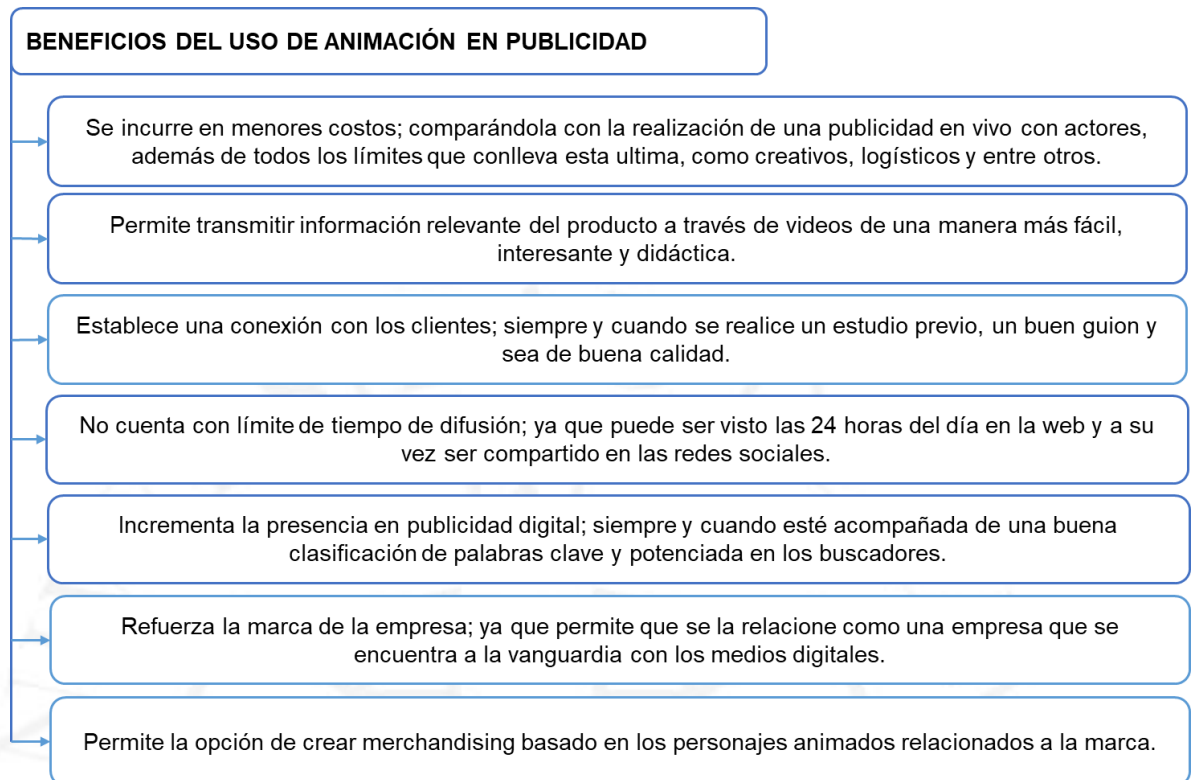 BENEFICIOS DEL USO DE ANIMACIÓN EN PUBLICIDAD
Se incurre en menores costos; comparándola con la realización de una publicidad en vivo con actores,
además de todos los límites que conlleva esta ultima, como creativos, logísticos y entre otros.
Permite transmitir información relevante del producto a través de videos de una manera más fácil,
interesante y didáctica.
Establece una conexión con los clientes; siempre y cuando se realice un estudio previo, un buen guion y
sea de buena calidad.
No cuenta con límite de tiempo de difusión; ya que puede ser visto las 24 horas del día en la web y a su
vez ser compartido en las redes sociales.
Incrementa la presencia en publicidad digital; siempre y cuando esté acompañada de una buena
clasificación de palabras clave y potenciada en los buscadores.
Refuerza la marca de la empresa; ya que permite que se la relacione como una empresa que se
encuentra a la vanguardia con los medios digitales.
Permite la opción de crear merchandising basado en los personajes animados relacionados a la marca.